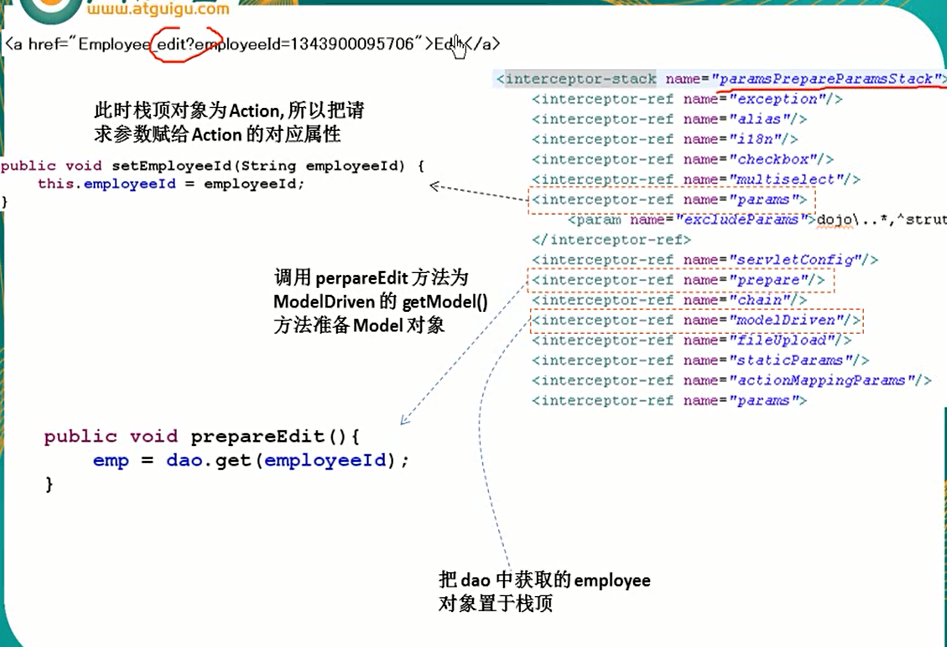 www.atguigu.com
<a href="Employee_edit?employeeId=1343900095706">Edit</a>
此时栈顶对象为Action, 所以把请
求参数赋给Action 的对应属性
public void setEmployeeId(String employeeId) {
this.employeeId = employeeId;
}
<interceptor-stack name="paramsPrepareParamsStack">
<interceptor-ref name="exception"/>
<interceptor-ref name="alias"/>
<interceptor-ref name="i18n"/>
<interceptor-ref name="checkbox"/>
<interceptor-ref name="multiselect"/>
<interceptor-ref name="params">
<param name="excludeParams">dojo\..*,^strut
</interceptor-ref>
<interceptor-ref name="servletConfig"/>
<interceptor-ref name="prepare"/>
<interceptor-ref name="chain"/>
<interceptor-ref name="modelDriven"/>
<interceptor-ref name="fileUpload"/>
<interceptor-ref name="staticParams"/>
<interceptor-ref name="actionMappingParams"/>
<interceptor-ref name="params">
调用 perpareEdit 方法为
ModelDriven 的 getModel()
方法准备 Model 对象
public void prepareEdit(){
emp = dao.get(employeeId);
}
把 dao 中获取的 employee
对象置于栈顶